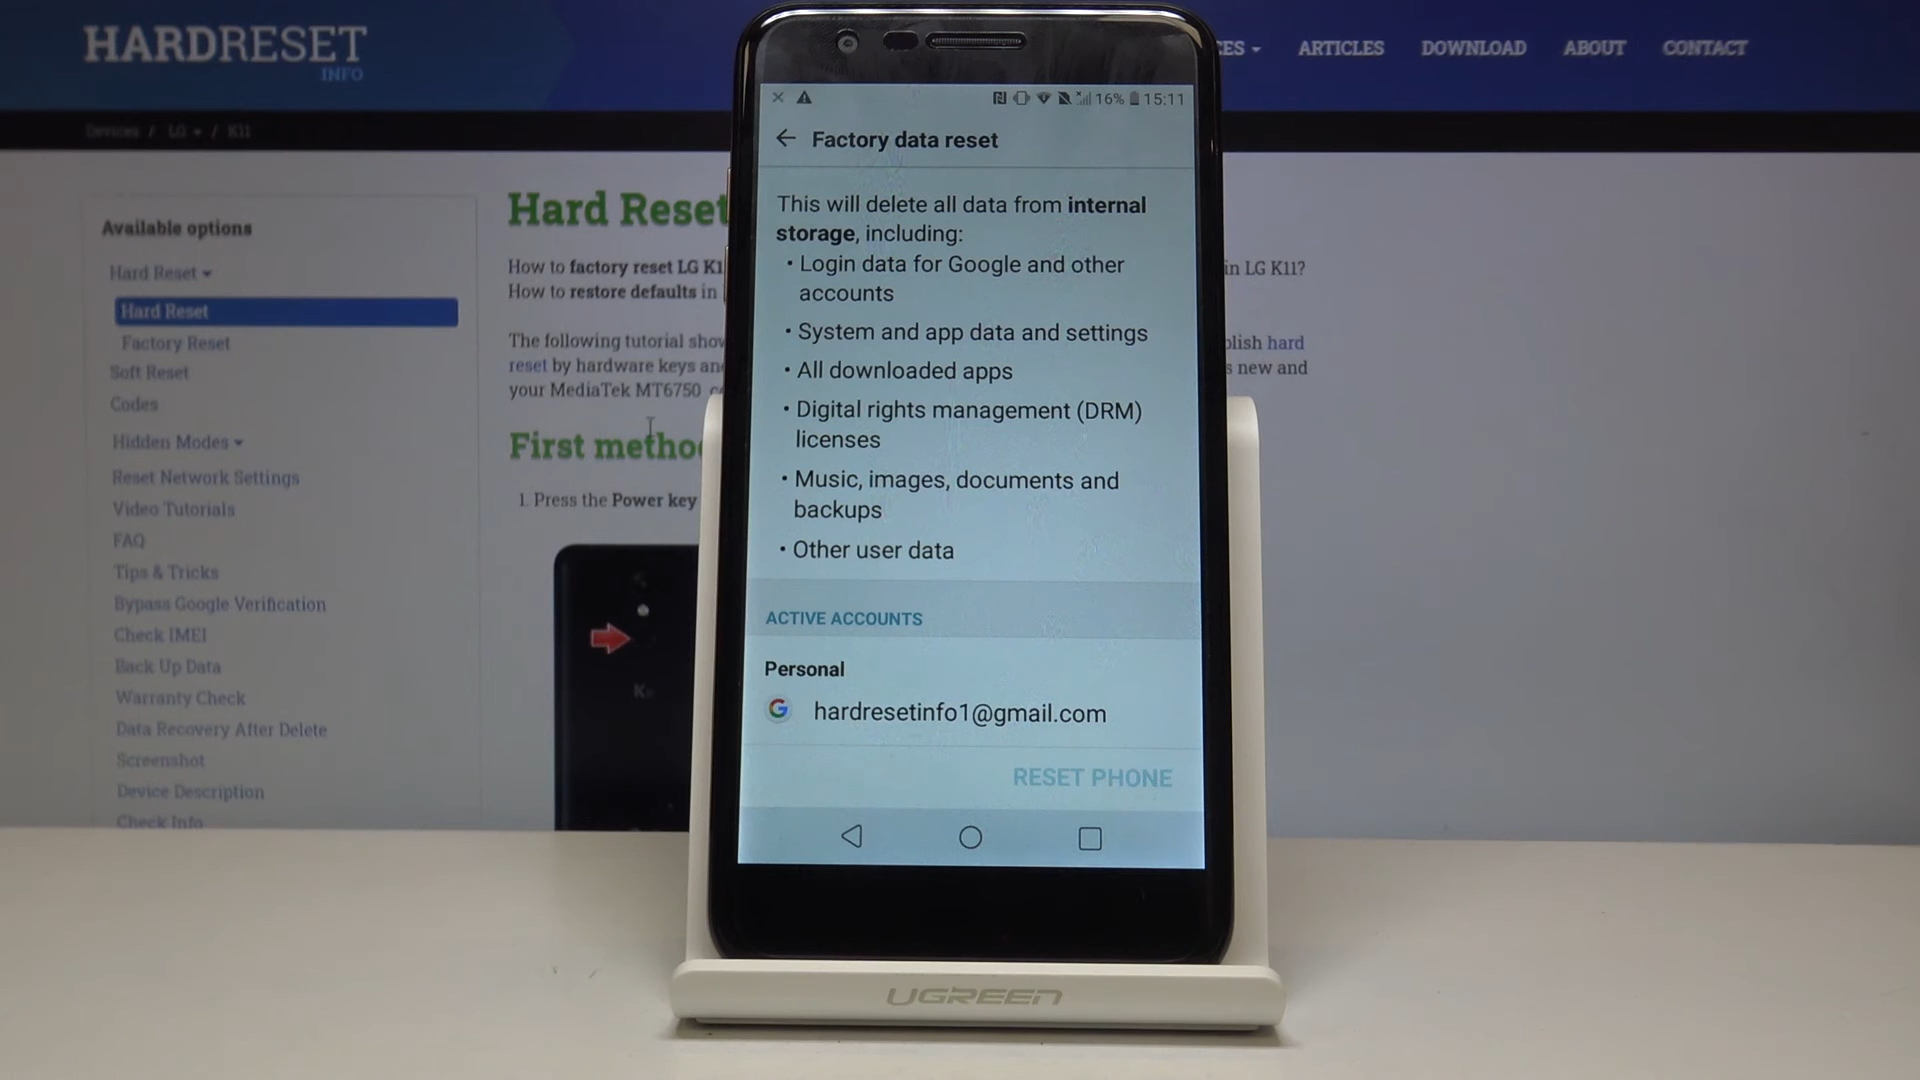 HARDRESET
INFO
CES
ARTICLES
DOWNLOAD
ABOUT
CONTACT
Devices / LG / K11
Available options
Hard Reset
Hard Reset
Factory Reset
Soft Reset
Codes
Hidden Modes
Reset Network Settings
Video Tutorials
FAQ
Tips & Tricks
Bypass Google Verification
Check IMEI
Back Up Data
Warranty Check
Data Recovery After Delete
Screenshot
Device Description
Check Info
Hard Reset
How to factory reset LG K1
in LG K11?
How to restore defaults in
The following tutorial show
plish hard
reset by hardware keys and
s new and
your MediaTek MT6750
First metho
1. Press the Power key
16% 15:11
Factory data reset
This will delete all data from internal
storage, including:
• Login data for Google and other
accounts
• System and app data and settings
• All downloaded apps
• Digital rights management (DRM)
licenses
• Music, images, documents and
backups
• Other user data
ACTIVE ACCOUNTS
Personal
G hardresetinfo1@gmail.com
RESET PHONE
UGREEN